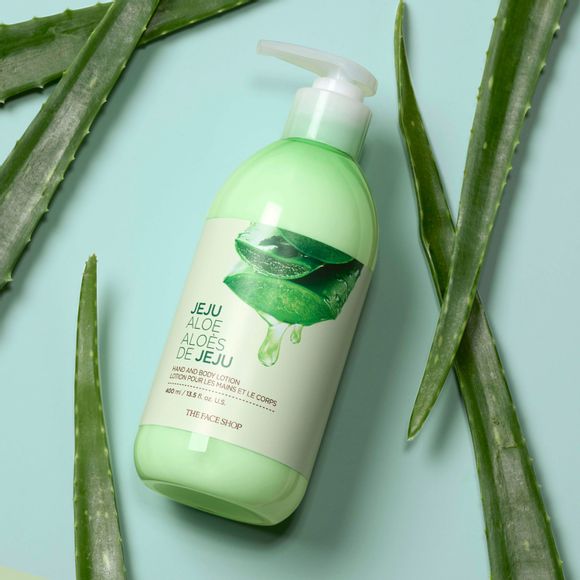 JEJU
ALOE
ALOÈS
DE JEJU
HAND AND BODY LOTION
LOTION POUR LES MAINS ET LE CORPS
400 ml / 13.5 fl. oz. U.S.
THE FACE SHOP